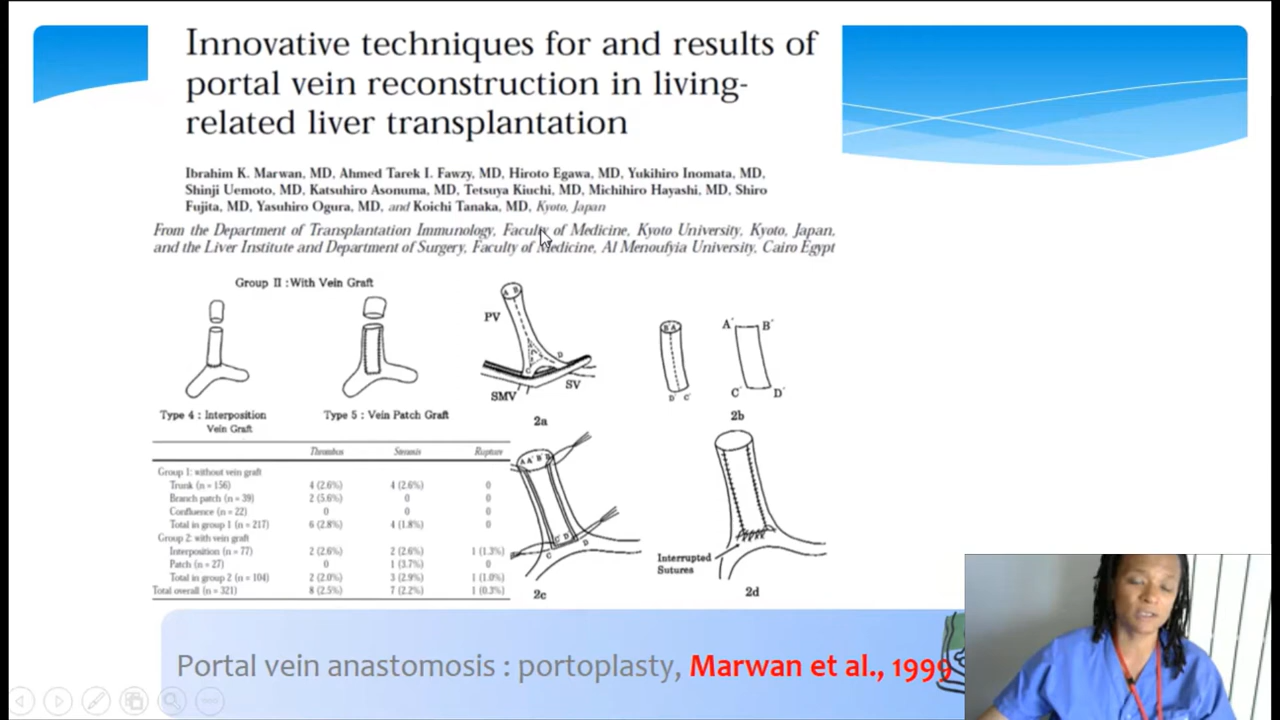 Innovative techniques for and results of
portal vein reconstruction in living-
related liver transplantation
Ibrahim K. Marwan, MD, Ahmed Tarek I. Fawzy, MD, Hiroto Egawa, MD, Yukihiro Inomata, MD,
Shinji Uemoto, MD, Katsuhiro Asonuma, MD, Tetsuya Kiuchi, MD, Michihiro Hayashi, MD, Shiro
Fujita, MD, Yasuhiro Ogura, MD, and Koichi Tanaka, MD, Kyoto, Japan
From the Department of Transplantation Immunology, Faculty of Medicine, Kyoto University, Kyoto, Japan,
and the Liver Institute and Department of Surgery, Faculty of Medicine, Al Menoufyia University, Cairo Egypt
Group II : With Vein Graft
Type 4 : Interposition
Vein Graft
Type 5 : Vein Patch Graft
A B
PV
D
C
SMV
SV
2a
B' A'
D' C'
A' B'
C' D'
2b
Thrombus Stenosis Rupture
Group 1: without vein graft
Trunk (n = 156) 4 (2.6%) 4 (2.6%) 0
Branch patch (n = 39) 2 (5.6%) 0 0
Confluence (n = 22) 0 0 0
Total in group 1 (n = 217) 6 (2.8%) 4 (1.8%) 0
Group 2: with vein graft
Interposition (n = 77) 2 (2.6%) 2 (2.6%) 1 (1.3%)
Patch (n = 27) 0 1 (3.7%) 0
Total in group 2 (n = 104) 2 (2.0%) 3 (2.9%) 1 (1.0%)
Total overall (n = 321) 8 (2.5%) 7 (2.2%) 1 (0.3%)
A A' B' B
C C' D' D
2c
Interrupted
Sutures
2d
Portal vein anastomosis : portoplasty, Marwan et al., 1999